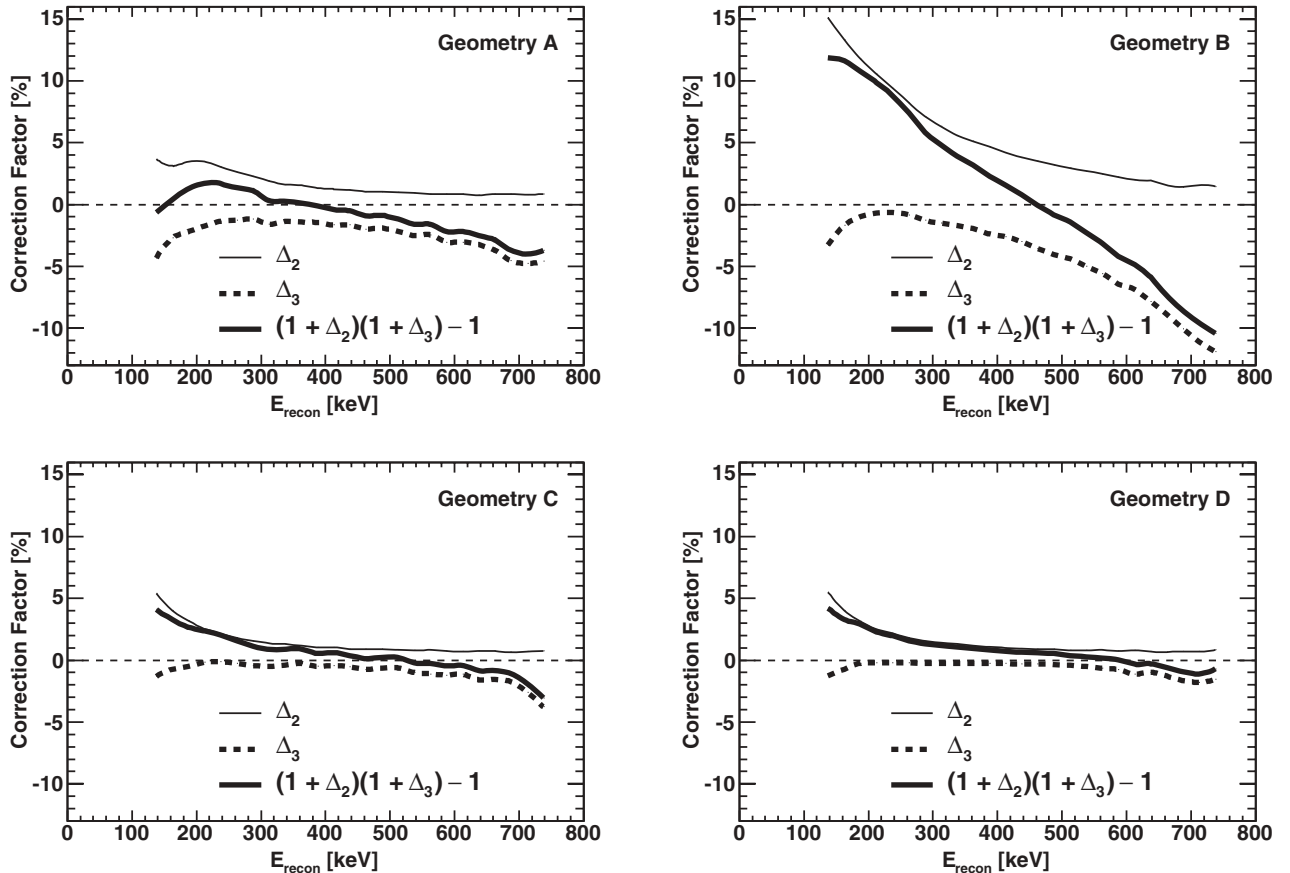 Geometry A
Correction Factor [%]
15
10
5
0
-5
-10
Δ₂
Δ₃
(1 + Δ₂)(1 + Δ₃) − 1
0 100 200 300 400 500 600 700 800
E_recon [keV]
Geometry B
Correction Factor [%]
15
10
5
0
-5
-10
Δ₂
Δ₃
(1 + Δ₂)(1 + Δ₃) − 1
0 100 200 300 400 500 600 700 800
E_recon [keV]
Geometry C
Correction Factor [%]
15
10
5
0
-5
-10
Δ₂
Δ₃
(1 + Δ₂)(1 + Δ₃) − 1
0 100 200 300 400 500 600 700 800
E_recon [keV]
Geometry D
Correction Factor [%]
15
10
5
0
-5
-10
Δ₂
Δ₃
(1 + Δ₂)(1 + Δ₃) − 1
0 100 200 300 400 500 600 700 800
E_recon [keV]